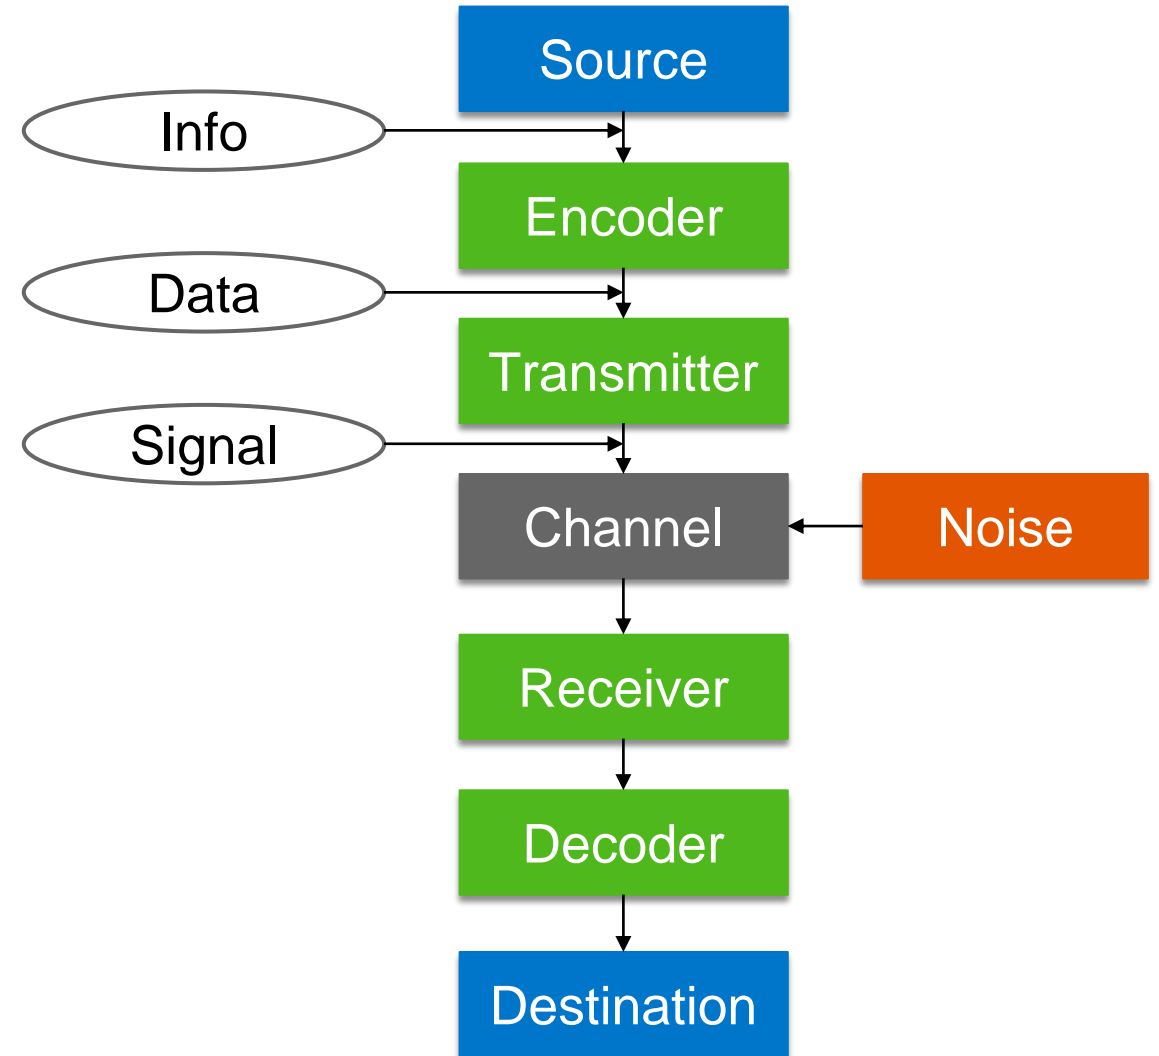 Source
Info
Encoder
Data
Transmitter
Signal
Channel
Noise
Receiver
Decoder
Destination